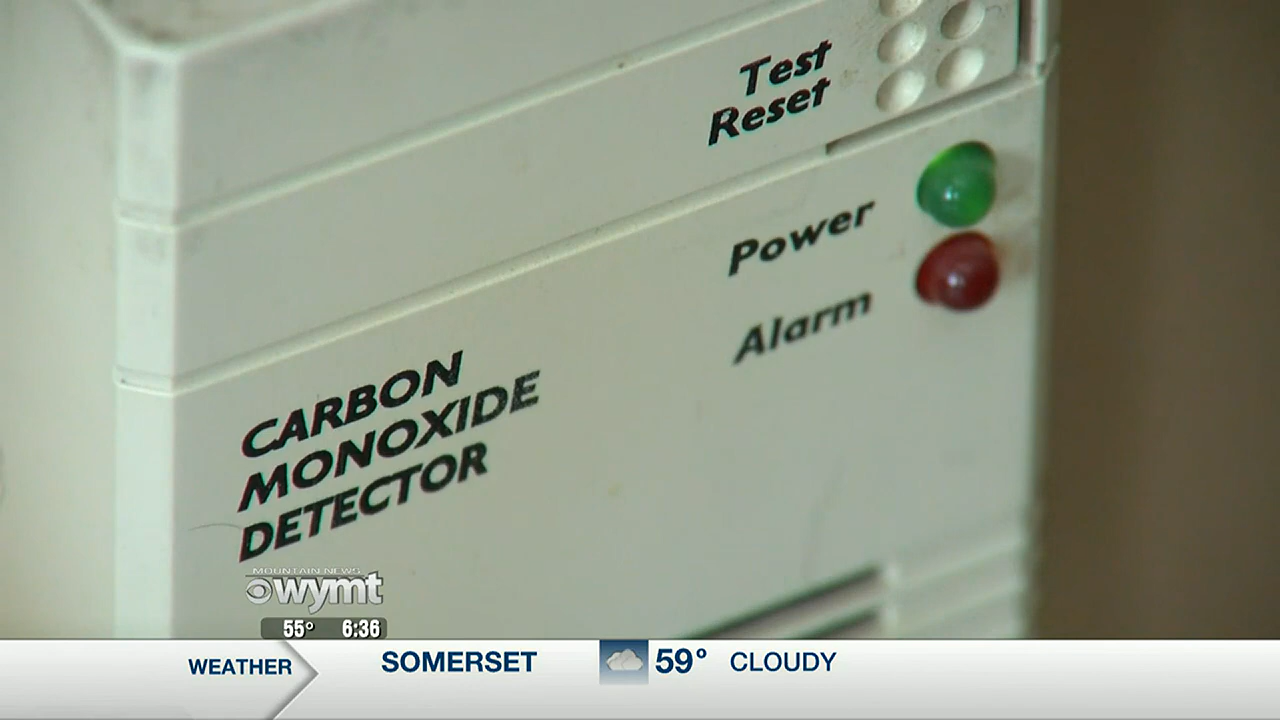 Test
Reset
Power
Alarm
CARBON
MONOXIDE
DETECTOR
MOUNTAIN NEWS
wymt
55° 6:36
WEATHER SOMERSET 59° CLOUDY